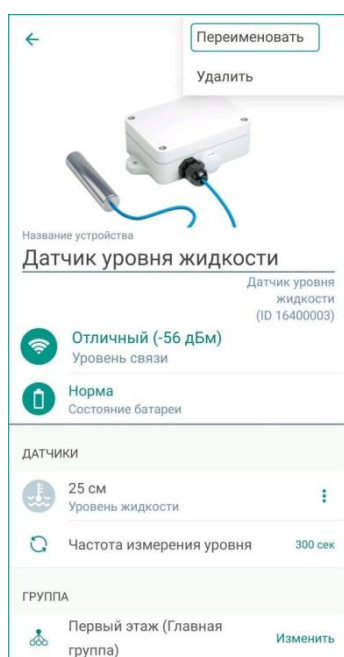 Переименовать
Удалить
Название устройства
Датчик уровня жидкости
Датчик уровня
жидкости
(ID 16400003)
Отличный (-56 дБм)
Уровень связи
Норма
Состояние батареи
ДАТЧИКИ
25 см
Уровень жидкости
Частота измерения уровня 300 сек
ГРУППА
Первый этаж (Главная
группа) Изменить